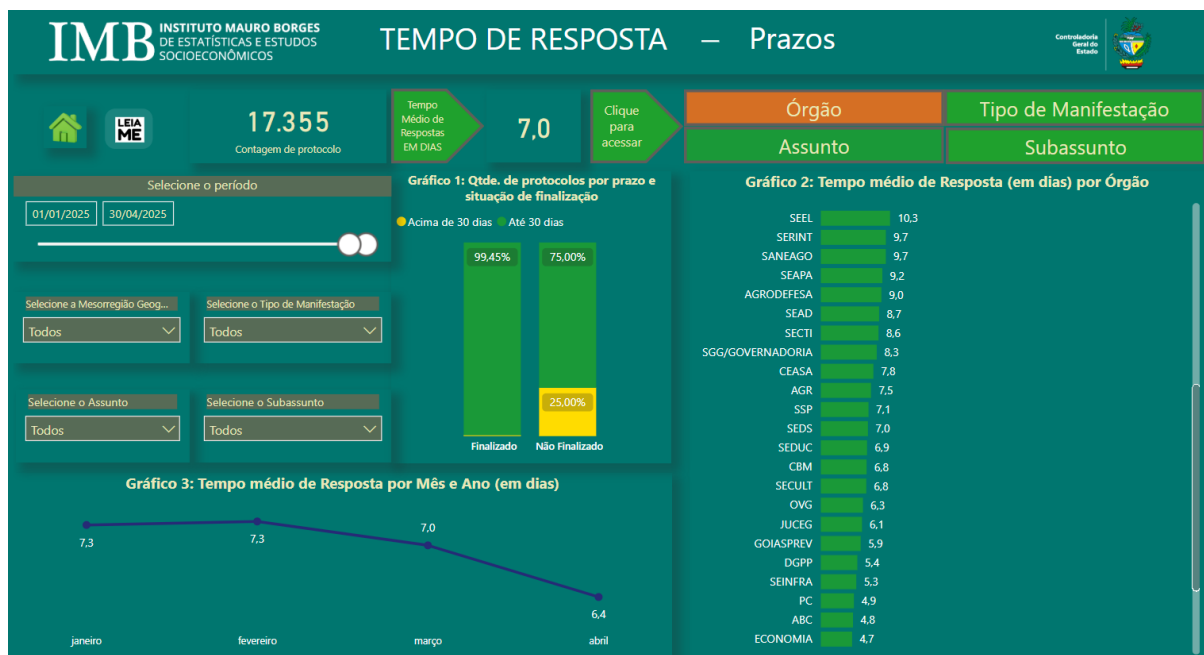 IMB INSTITUTO MAURO BORGES
DE ESTATÍSTICAS E ESTUDOS
SOCIOECONÔMICOS
TEMPO DE RESPOSTA – Prazos
Controladoria
Geral do
Estado
LEIA
ME
17.355
Contagem de protocolo
Tempo
Médio de
Respostas
EM DIAS
7,0
Clique
para
acessar
Órgão
Tipo de Manifestação
Assunto
Subassunto
Selecione o período
01/01/2025 30/04/2025
Selecione a Mesorregião Geog...
Todos
Selecione o Tipo de Manifestação
Todos
Selecione o Assunto
Todos
Selecione o Subassunto
Todos
Gráfico 1: Qtde. de protocolos por prazo e
situação de finalização
Acima de 30 dias Até 30 dias
99,45% 75,00%
25,00%
Finalizado Não Finalizado
Gráfico 2: Tempo médio de Resposta (em dias) por Órgão
SEEL 10,3
SERINT 9,7
SANEAGO 9,7
SEAPA 9,2
AGRODEFESA 9,0
SEAD 8,7
SECTI 8,6
SGG/GOVERNADORIA 8,3
CEASA 7,8
AGR 7,5
SSP 7,1
SEDS 7,0
SEDUC 6,9
CBM 6,8
SECULT 6,8
OVG 6,3
JUCEG 6,1
GOIASPREV 5,9
DGPP 5,4
SEINFRA 5,3
PC 4,9
ABC 4,8
ECONOMIA 4,7
Gráfico 3: Tempo médio de Resposta por Mês e Ano (em dias)
7,3 7,3 7,0 6,4
janeiro fevereiro março abril